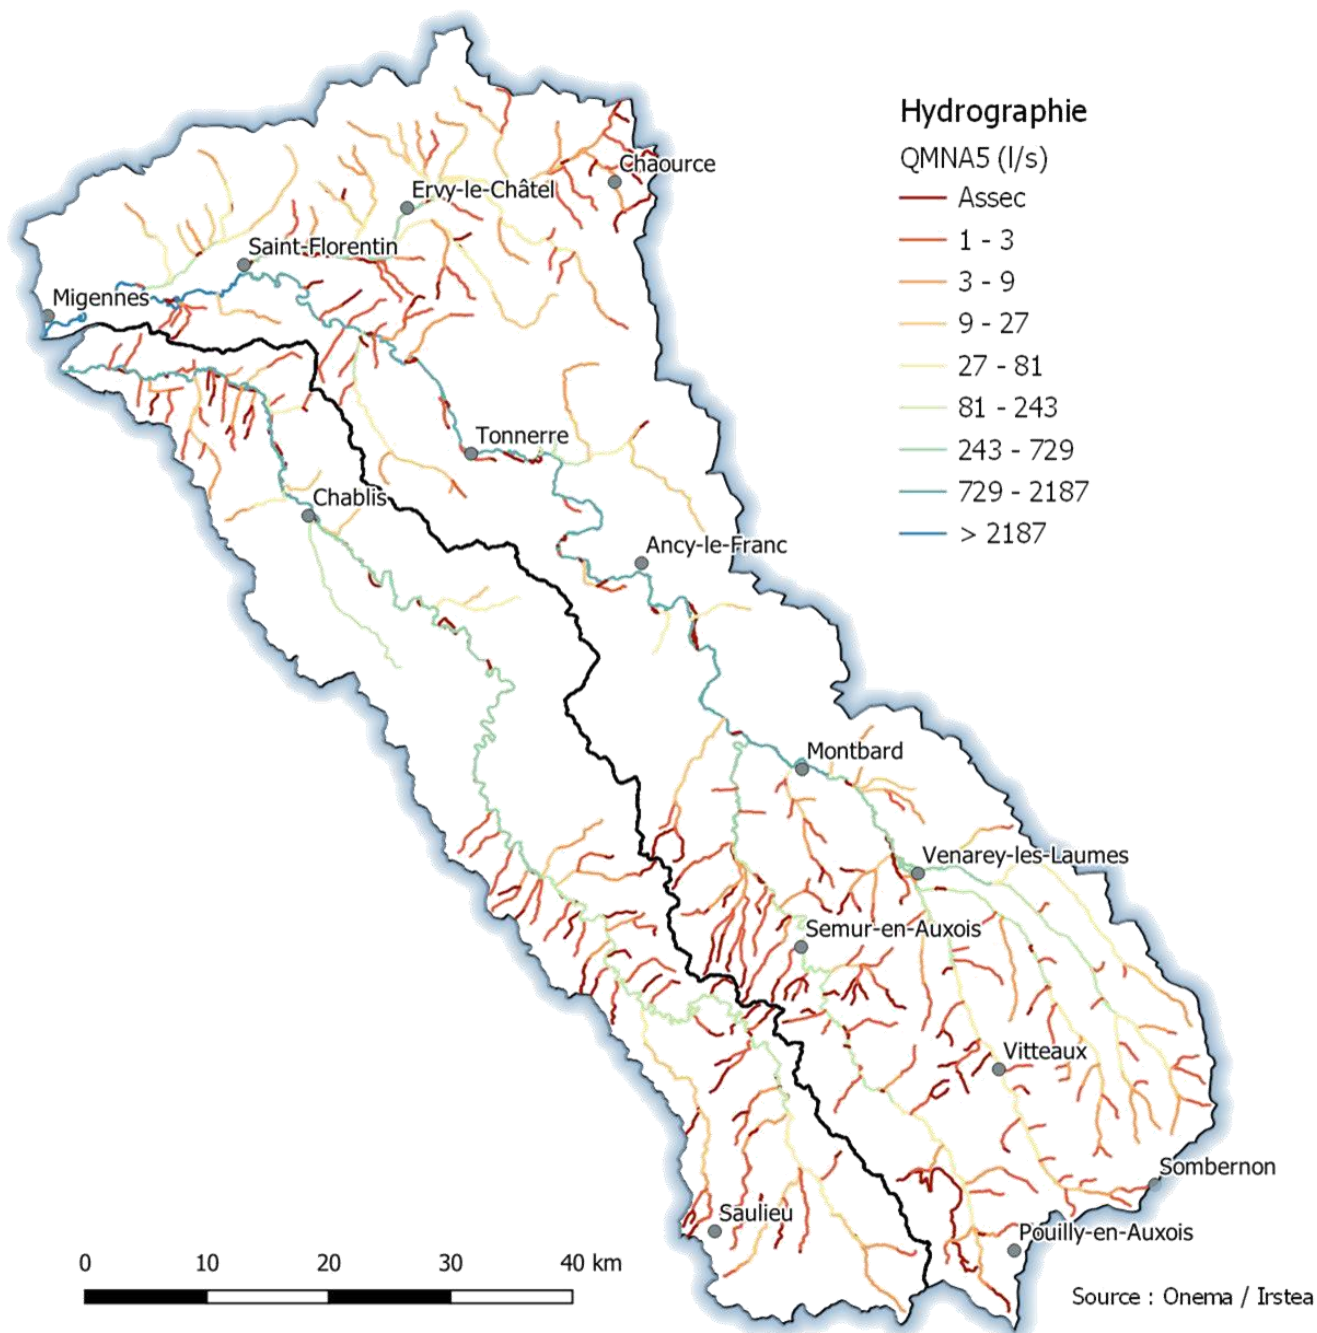 Hydrographie
QMNA5 (l/s)
Assec
1 - 3
3 - 9
9 - 27
27 - 81
81 - 243
243 - 729
729 - 2187
> 2187
Chaource
Ervy-le-Châtel
Saint-Florentin
Migennes
Tonnerre
Chablis
Ancy-le-Franc
Montbard
Venarey-les-Laumes
Semur-en-Auxois
Vitteaux
Sombernon
Saulieu
Pouilly-en-Auxois
0 10 20 30 40 km
Source : Onema / Irstea